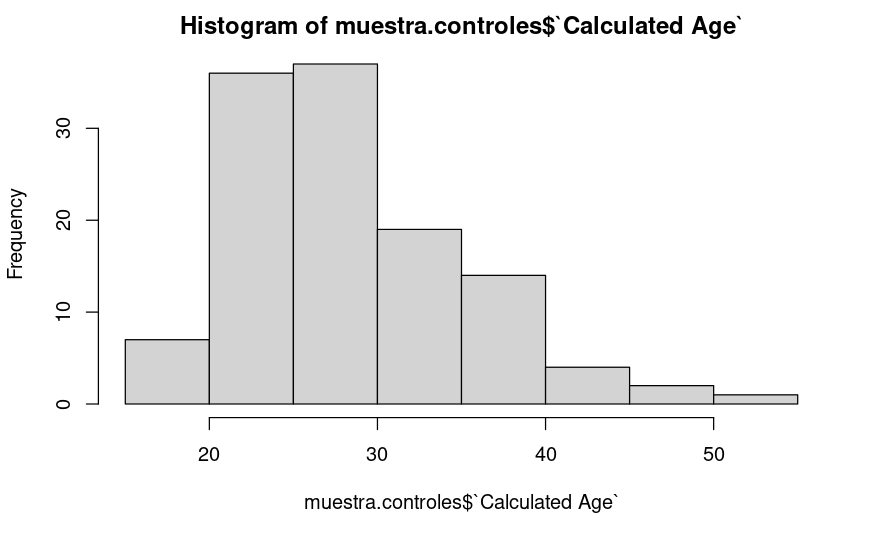 Histogram of muestra.controles$`Calculated Age`
Frequency
30
20
10
0
20 30 40 50
muestra.controles$`Calculated Age`